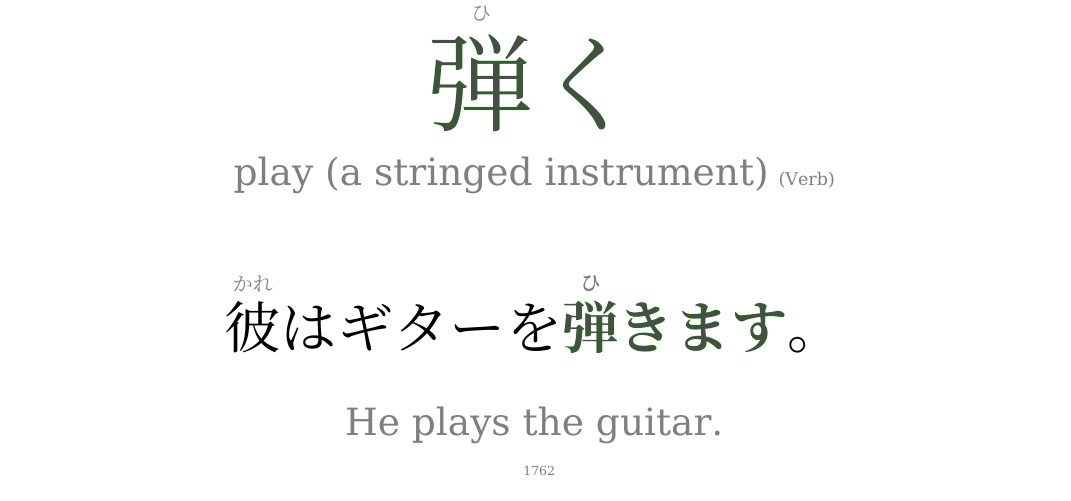 ひ
弾く
play (a stringed instrument) (Verb)
かれ ひ
彼はギターを弾きます。
He plays the guitar.
1762